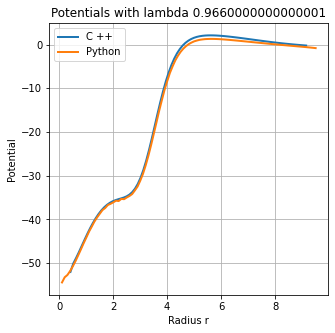 Potentials with lambda 0.9660000000000001
C ++
Python
0
−10
−20
−30
−40
−50
Potential
0
2
4
6
8
Radius r